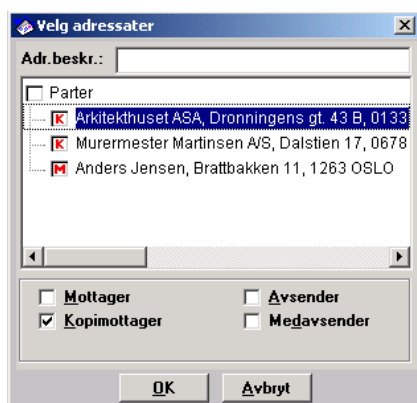 Velg adressater
Adr.beskr.:
Parter
K Arkitekthuset ASA, Dronningens gt. 43 B, 0133
K Murermester Martinsen A/S, Dalstien 17, 0678
M Anders Jensen, Brattbakken 11, 1263 OSLO
Mottager Avsender
Kopimottager Medavsender
OK Avbryt